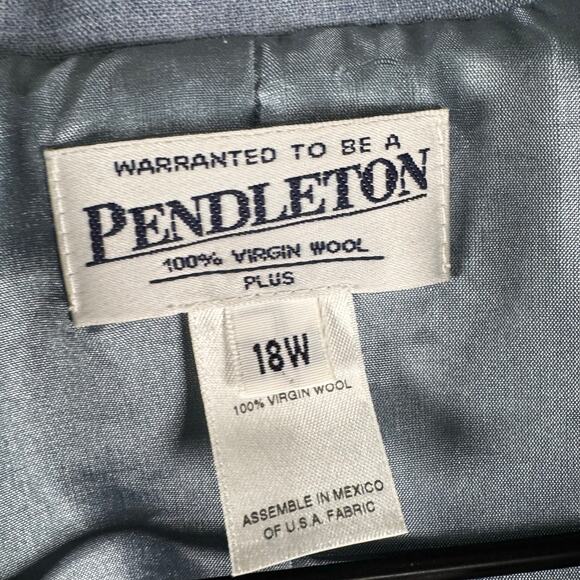 WARRANTED TO BE A
PENDLETON
100% VIRGIN WOOL
PLUS
18W
100% VIRGIN WOOL
ASSEMBLE IN MEXICO
OF U.S.A. FABRIC